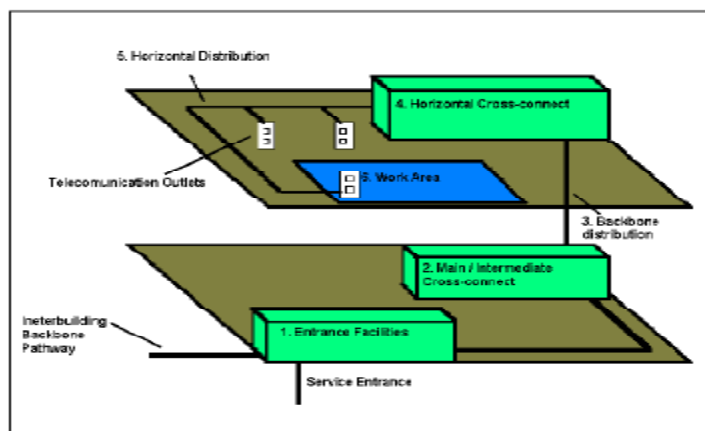 5. Horizontal Distribution
4. Horizontal Cross-connect
Telecomunication Outlets
6. Work Area
3. Backbone
distribution
2. Main / Intermediate
Cross-connect
Ineterbuilding
Backbone
Pathway
1. Entrance Facilities
Service Entrance